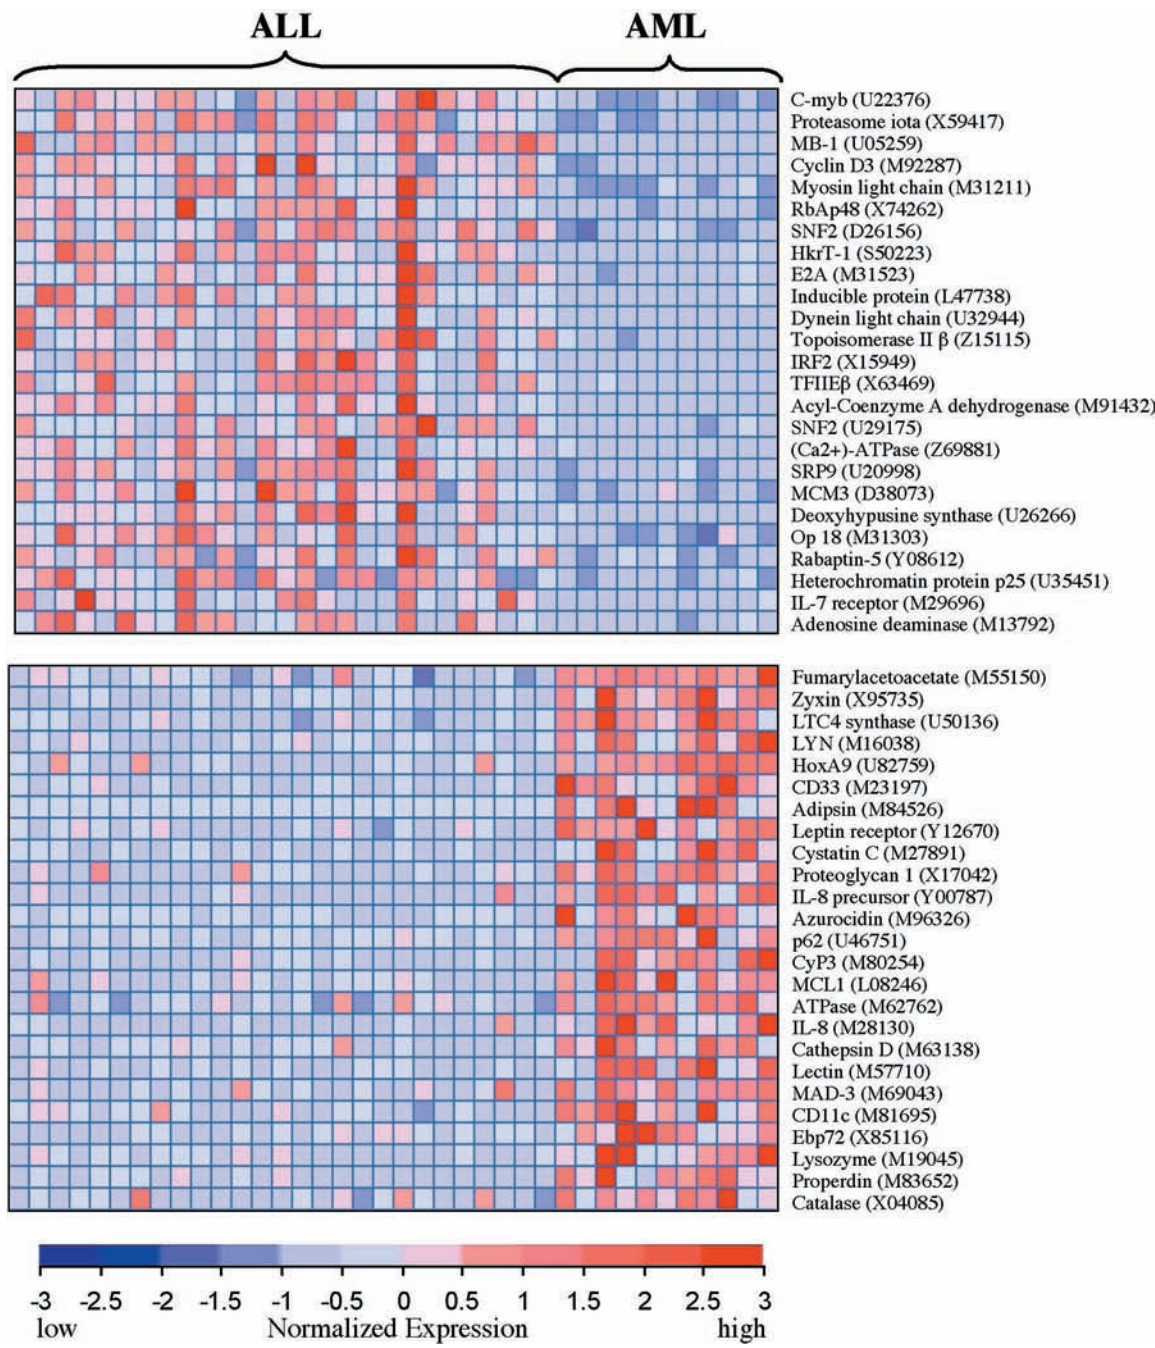 ALL AML
C-myb (U22376)
Proteasome iota (X59417)
MB-1 (U05259)
Cyclin D3 (M92287)
Myosin light chain (M31211)
RbAp48 (X74262)
SNF2 (D26156)
HkrT-1 (S50223)
E2A (M31523)
Inducible protein (L47738)
Dynein light chain (U32944)
Topoisomerase II β (Z15115)
IRF2 (X15949)
TFIIEβ (X63469)
Acyl-Coenzyme A dehydrogenase (M91432)
SNF2 (U29175)
(Ca2+)-ATPase (Z69881)
SRP9 (U20998)
MCM3 (D38073)
Deoxyhypusine synthase (U26266)
Op 18 (M31303)
Rabaptin-5 (Y08612)
Heterochromatin protein p25 (U35451)
IL-7 receptor (M29696)
Adenosine deaminase (M13792)
Fumarylacetoacetate (M55150)
Zyxin (X95735)
LTC4 synthase (U50136)
LYN (M16038)
HoxA9 (U82759)
CD33 (M23197)
Adipsin (M84526)
Leptin receptor (Y12670)
Cystatin C (M27891)
Proteoglycan 1 (X17042)
IL-8 precursor (Y00787)
Azurocidin (M96326)
p62 (U46751)
CyP3 (M80254)
MCL1 (L08246)
ATPase (M62762)
IL-8 (M28130)
Cathepsin D (M63138)
Lectin (M57710)
MAD-3 (M69043)
CD11c (M81695)
Ebp72 (X85116)
Lysozyme (M19045)
Properdin (M83652)
Catalase (X04085)
-3 -2.5 -2 -1.5 -1 -0.5 0 0.5 1 1.5 2 2.5 3
low Normalized Expression high